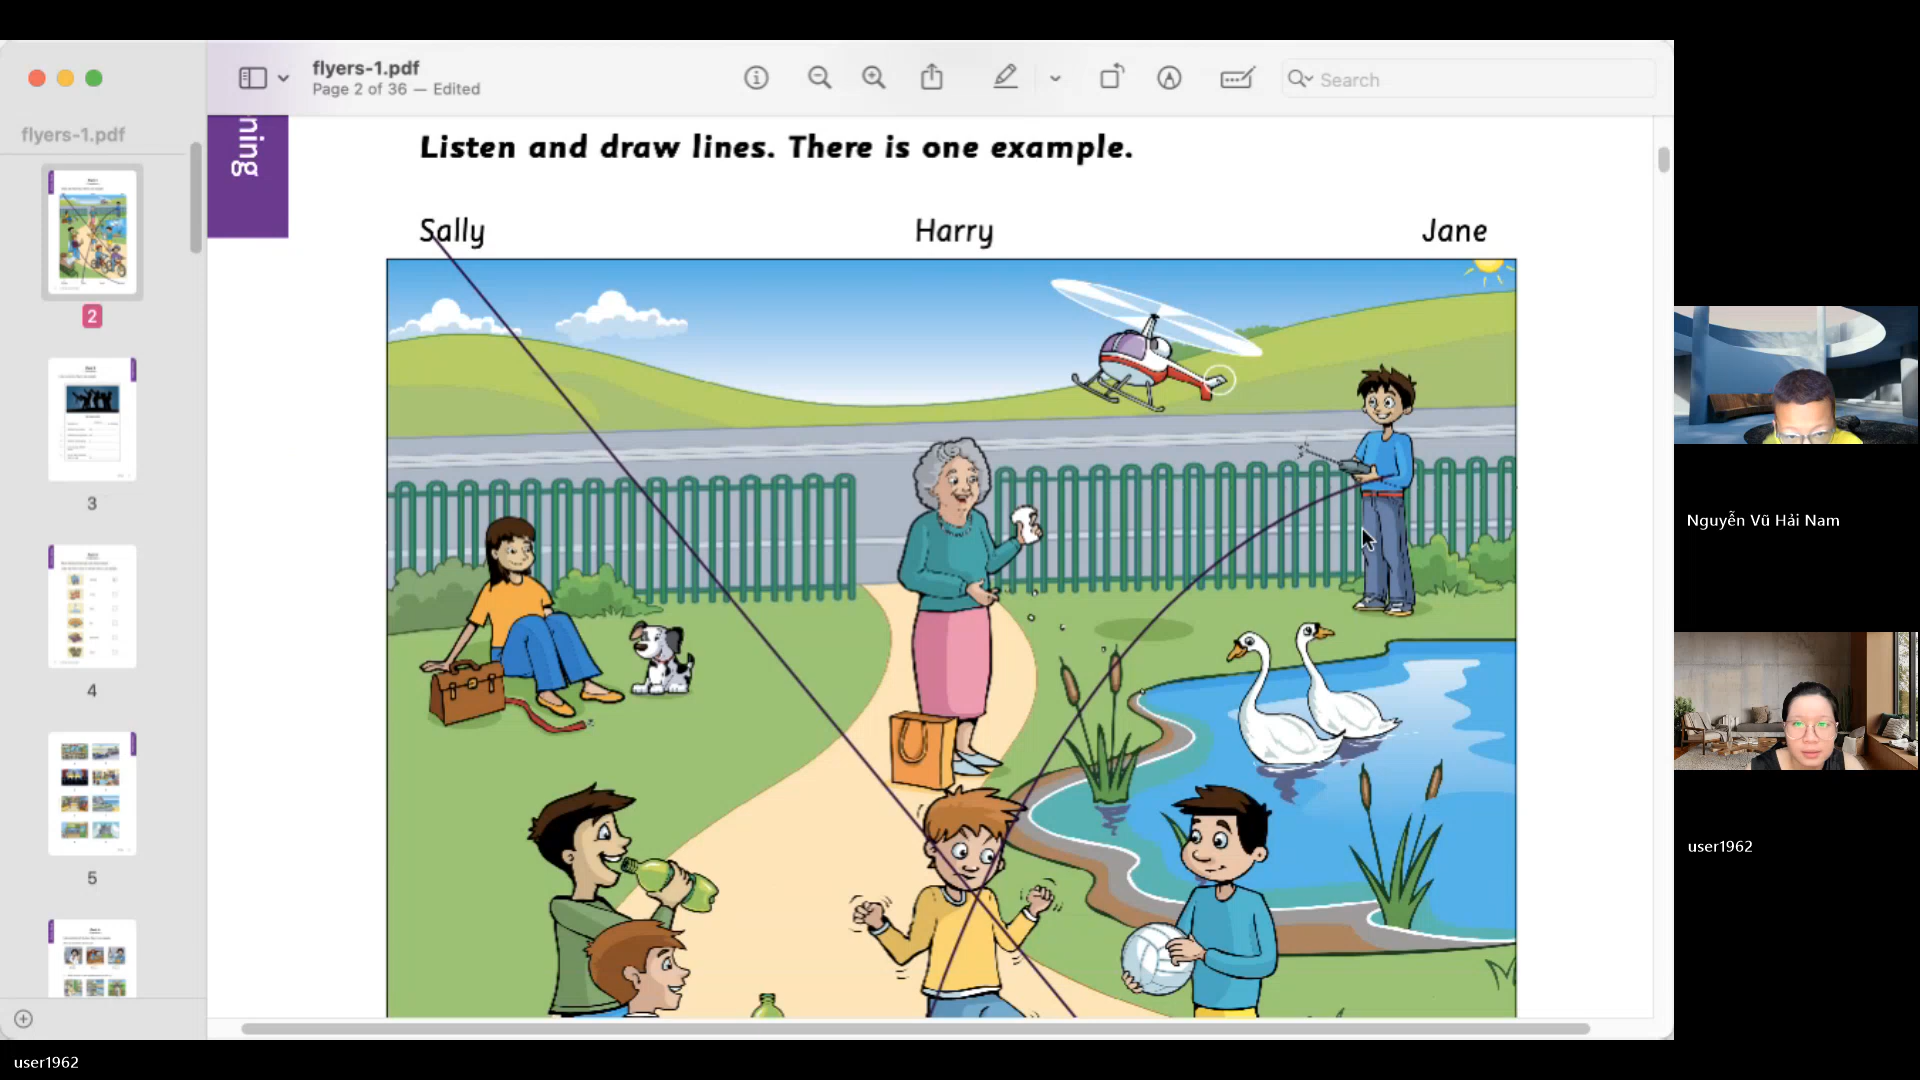 flyers-1.pdf
Page 2 of 36 — Edited
Search
flyers-1.pdf
2
3
4
5
ning
Listen and draw lines. There is one example.
Sally Harry Jane
Nguyễn Vũ Hải Nam
user1962
user1962